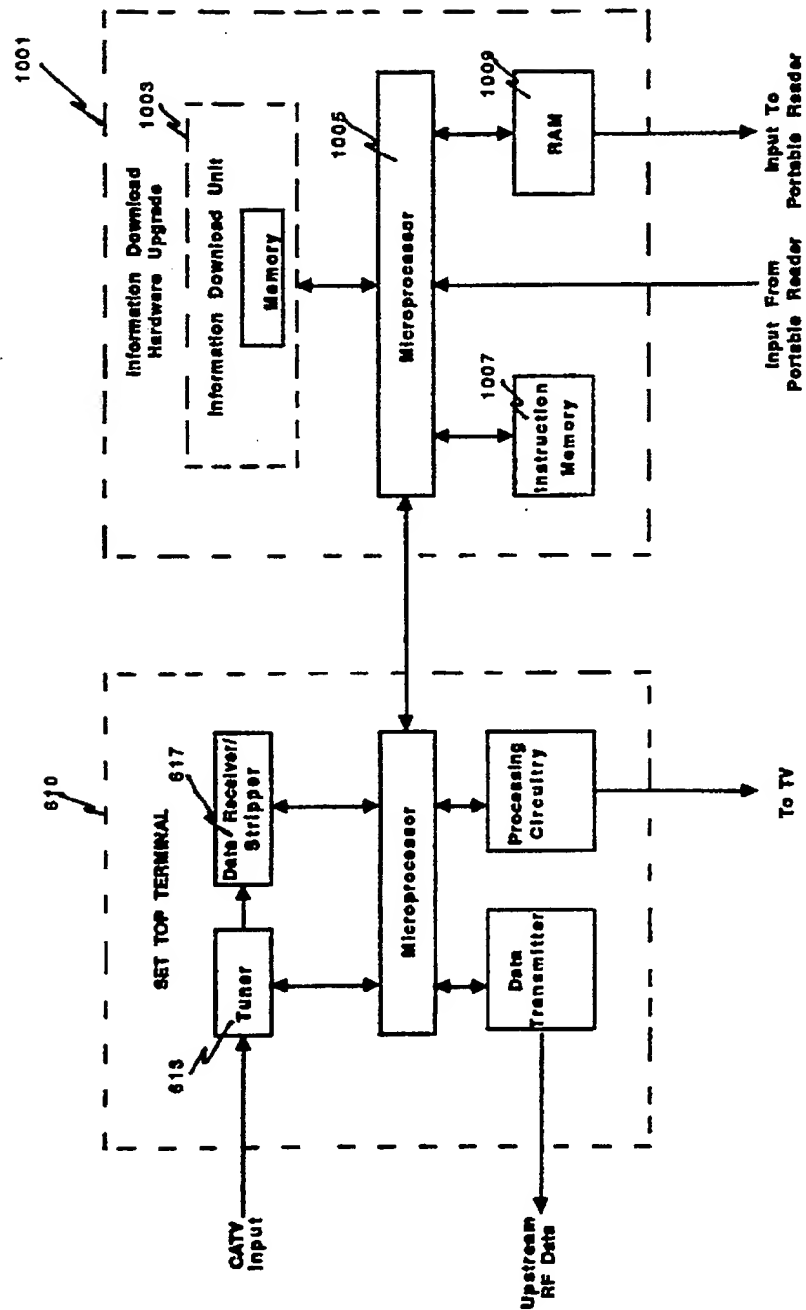 610
SET TOP TERMINAL
613
617
CATV
Input
Tuner
Data Receiver/
Stripper
Microprocessor
Data
Transmitter
Processing
Circuitry
Upstream
RF Data
To TV
1001
Information Download
Hardware Upgrade
1003
Information Download Unit
Memory
1005
Microprocessor
1007
Instruction
Memory
1009
RAM
Input From
Portable Reader
Input To
Portable Reader